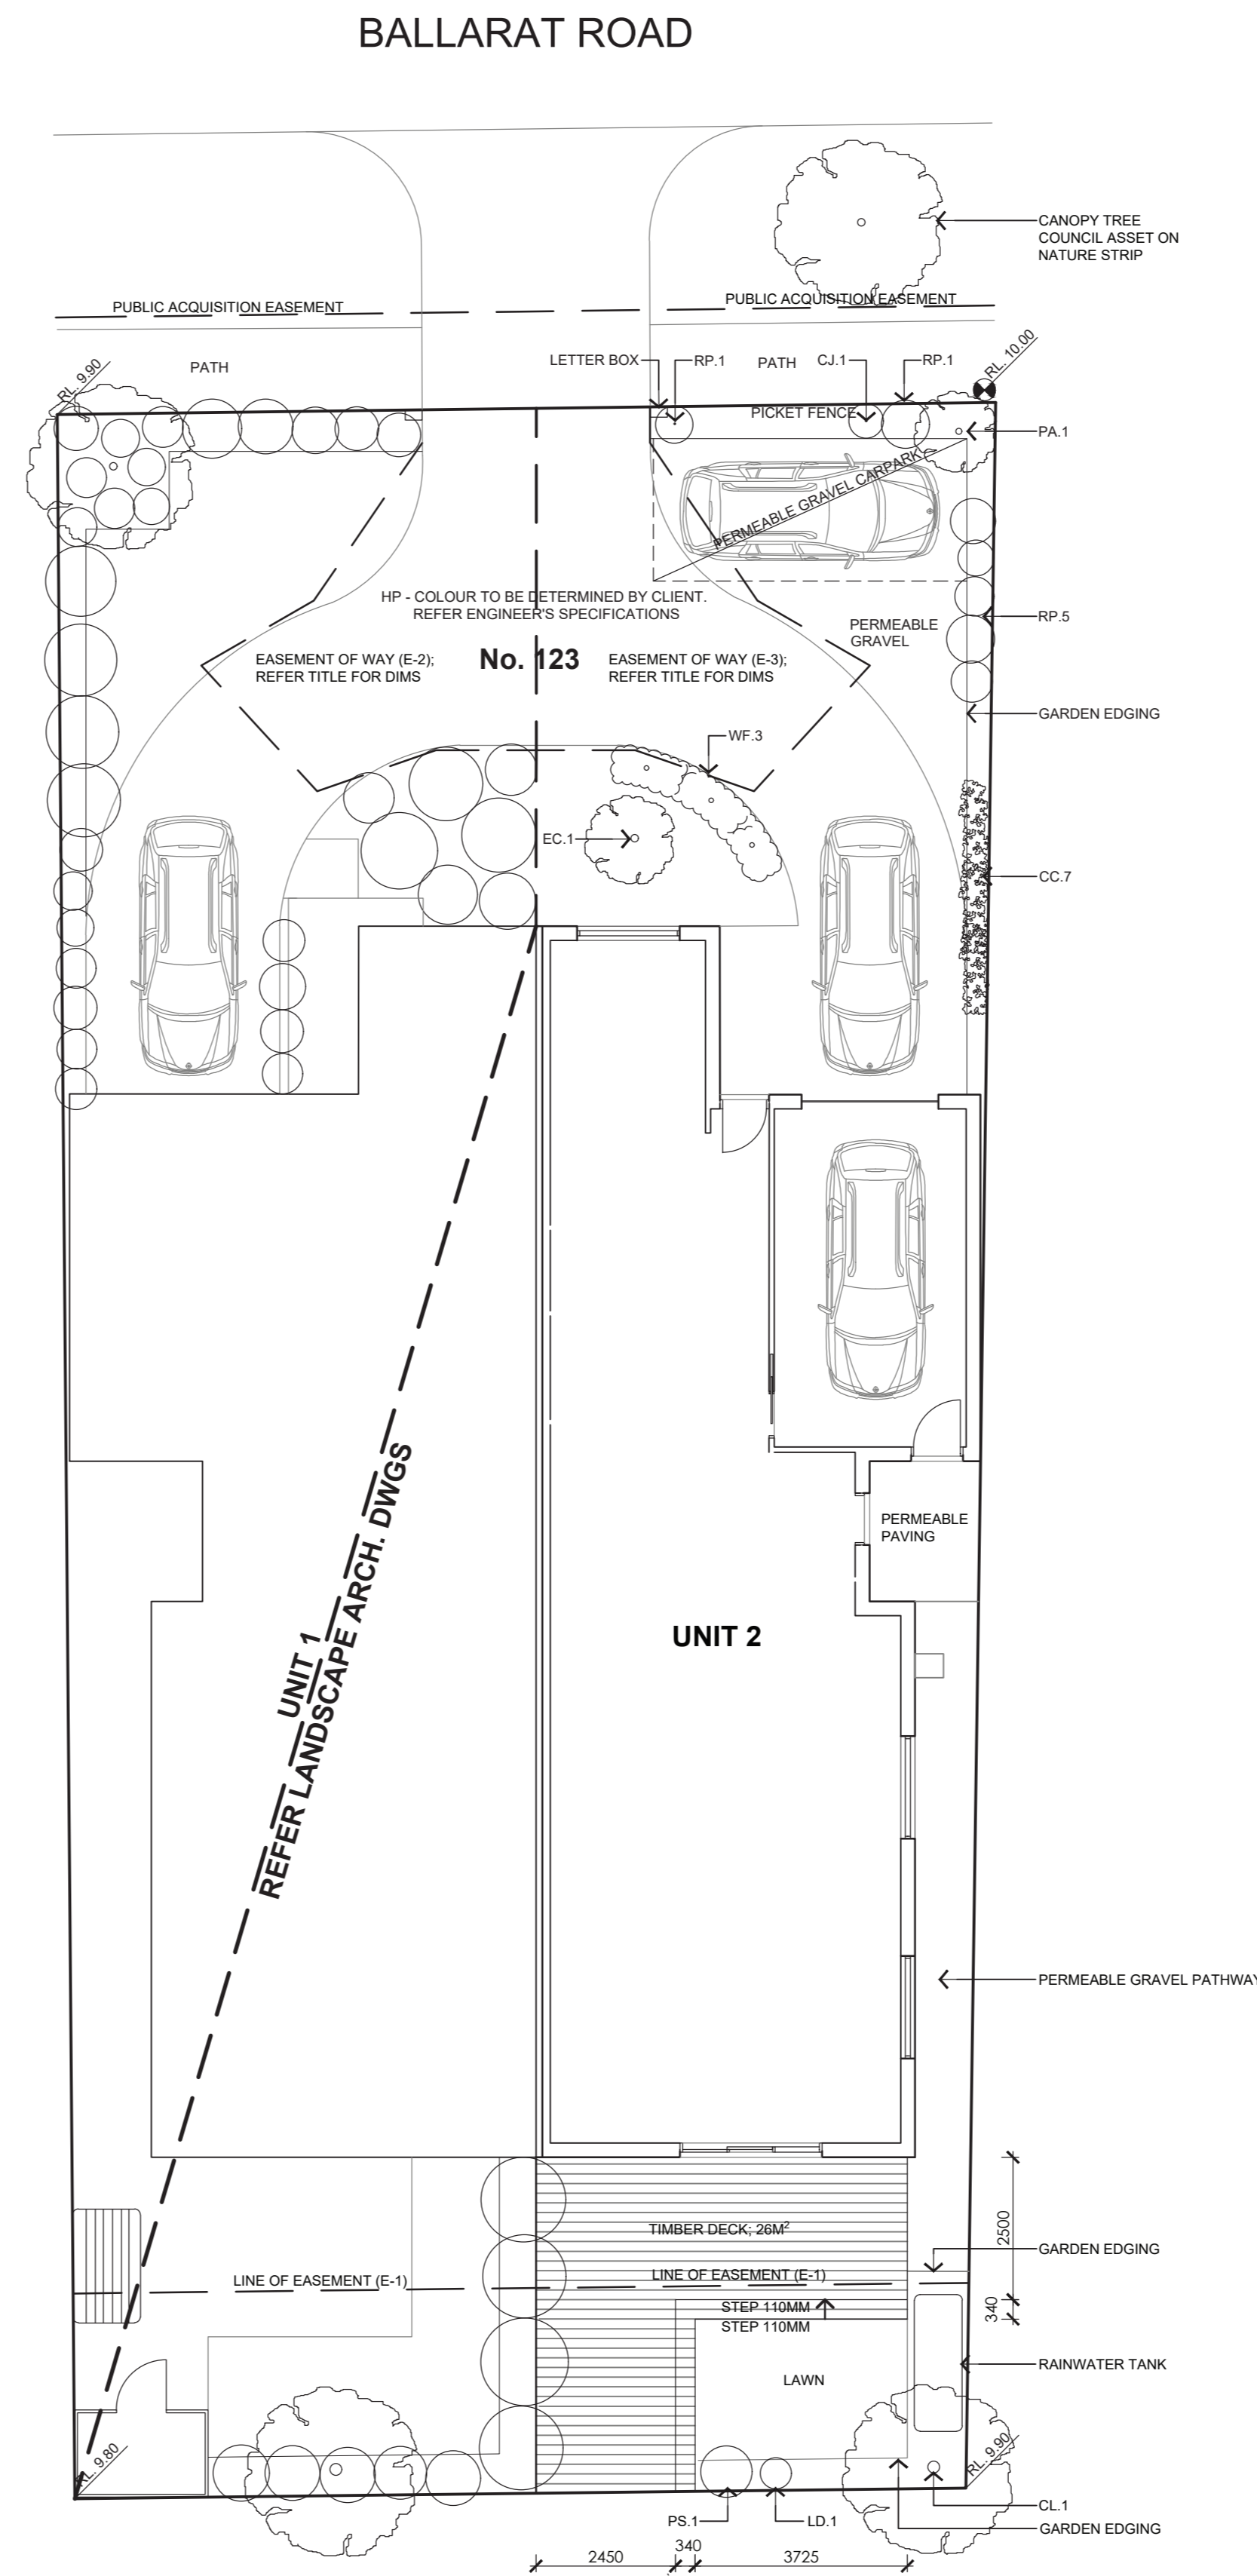 BALLARAT ROAD
CANOPY TREE
COUNCIL ASSET ON
NATURE STRIP
PUBLIC ACQUISITION EASEMENT
PUBLIC ACQUISITION EASEMENT
RL. 9.90
PATH
LETTER BOX
RP.1
PATH
CJ.1
RP.1
RL. 10.00
PICKET FENCE
PA.1
PERMEABLE GRAVEL CARPARK
HP - COLOUR TO BE DETERMINED BY CLIENT.
REFER ENGINEER'S SPECIFICATIONS
PERMEABLE
GRAVEL
RP.5
EASEMENT OF WAY (E-2);
REFER TITLE FOR DIMS
No. 123
EASEMENT OF WAY (E-3);
REFER TITLE FOR DIMS
GARDEN EDGING
WF.3
EC.1
CC.7
PERMEABLE
PAVING
UNIT 1
REFER LANDSCAPE ARCH. DWGS
UNIT 2
PERMEABLE GRAVEL PATHWAY
TIMBER DECK; 26M²
2500
GARDEN EDGING
LINE OF EASEMENT (E-1)
LINE OF EASEMENT (E-1)
STEP 110MM
STEP 110MM
340
RAINWATER TANK
LAWN
RL. 9.80
RL. 9.90
CL.1
PS.1
LD.1
GARDEN EDGING
2450
340
3725